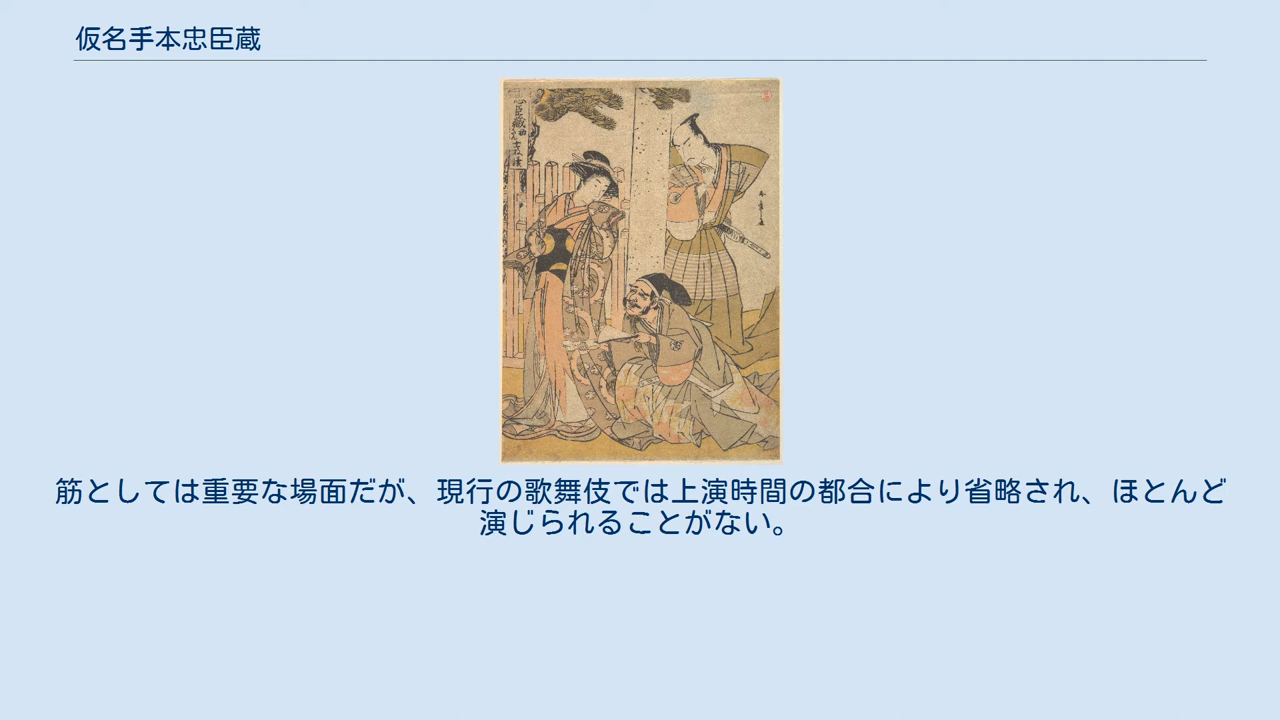 仮名手本忠臣蔵
筋としては重要な場面だが、現行の歌舞伎では上演時間の都合により省略され、ほとんど
演じられることがない。